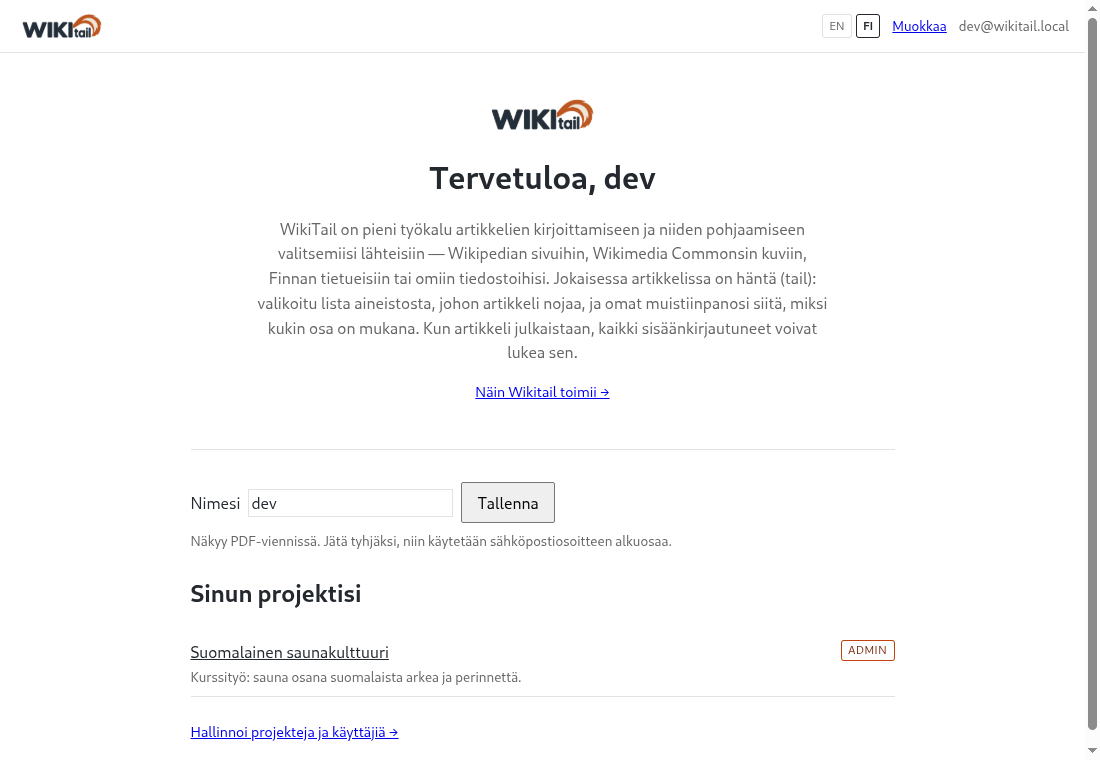 WIKItail
EN FI Muokkaa dev@wikitail.local
WIKItail
Tervetuloa, dev
WikiTail on pieni työkalu artikkelien kirjoittamiseen ja niiden pohjaamiseen
valitsemiisi lähteisiin — Wikipedian sivuihin, Wikimedia Commonsin kuviin,
Finnan tietueisiin tai omiin tiedostoihisi. Jokaisessa artikkelissa on häntä (tail):
valikoitu lista aineistosta, johon artikkeli nojaa, ja omat muistiinpanosi siitä, miksi
kukin osa on mukana. Kun artikkeli julkaistaan, kaikki sisäänkirjautuneet voivat
lukea sen.
Näin Wikitail toimii →
Nimesi dev Tallenna
Näkyy PDF-viennissä. Jätä tyhjäksi, niin käytetään sähköpostiosoitteen alkuosaa.
Sinun projektisi
Suomalainen saunakulttuuri ADMIN
Kurssityö: sauna osana suomalaista arkea ja perinnettä.
Hallinnoi projekteja ja käyttäjiä →